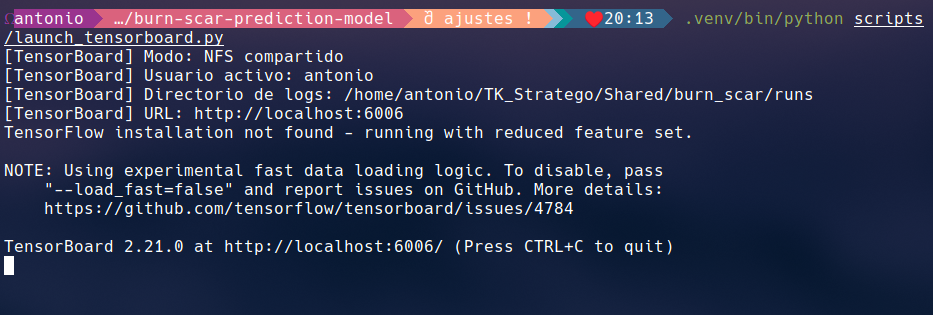 antonio …/burn-scar-prediction-model ajustes ! ♥20:13 .venv/bin/python scripts
/launch_tensorboard.py
[TensorBoard] Modo: NFS compartido
[TensorBoard] Usuario activo: antonio
[TensorBoard] Directorio de logs: /home/antonio/TK_Stratego/Shared/burn_scar/runs
[TensorBoard] URL: http://localhost:6006
TensorFlow installation not found - running with reduced feature set.
NOTE: Using experimental fast data loading logic. To disable, pass
"--load_fast=false" and report issues on GitHub. More details:
https://github.com/tensorflow/tensorboard/issues/4784
TensorBoard 2.21.0 at http://localhost:6006/ (Press CTRL+C to quit)